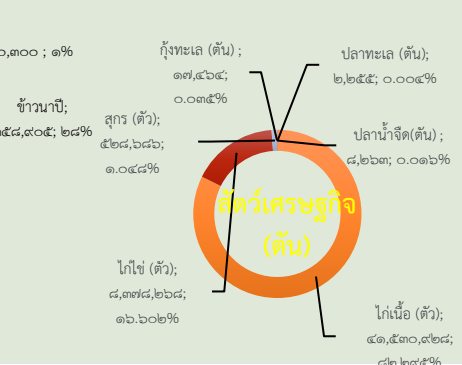 ๐,๓๐๐ ; ๑%
ข้าวนาปี;
๕๘,๙๐๕; ๒๘%
กุ้งทะเล (ตัน) ;
๑๗,๔๖๔;
๐.๐๓๕%
ปลาทะเล (ตัน);
๒,๒๕๕; ๐.๐๐๔%
สุกร (ตัว);
๕๒๘,๖๘๖;
๑.๐๔๘%
ปลาน้ำจืด(ตัน) ;
๘,๒๖๓; ๐.๐๑๖%
สัตว์เศรษฐกิจ
(ตัน)
ไก่ไข่ (ตัว);
๘,๓๗๘,๒๖๘;
๑๖.๖๐๒%
ไก่เนื้อ (ตัว);
๔๑,๕๓๐,๙๒๘;
๘๒.๒๙๕%